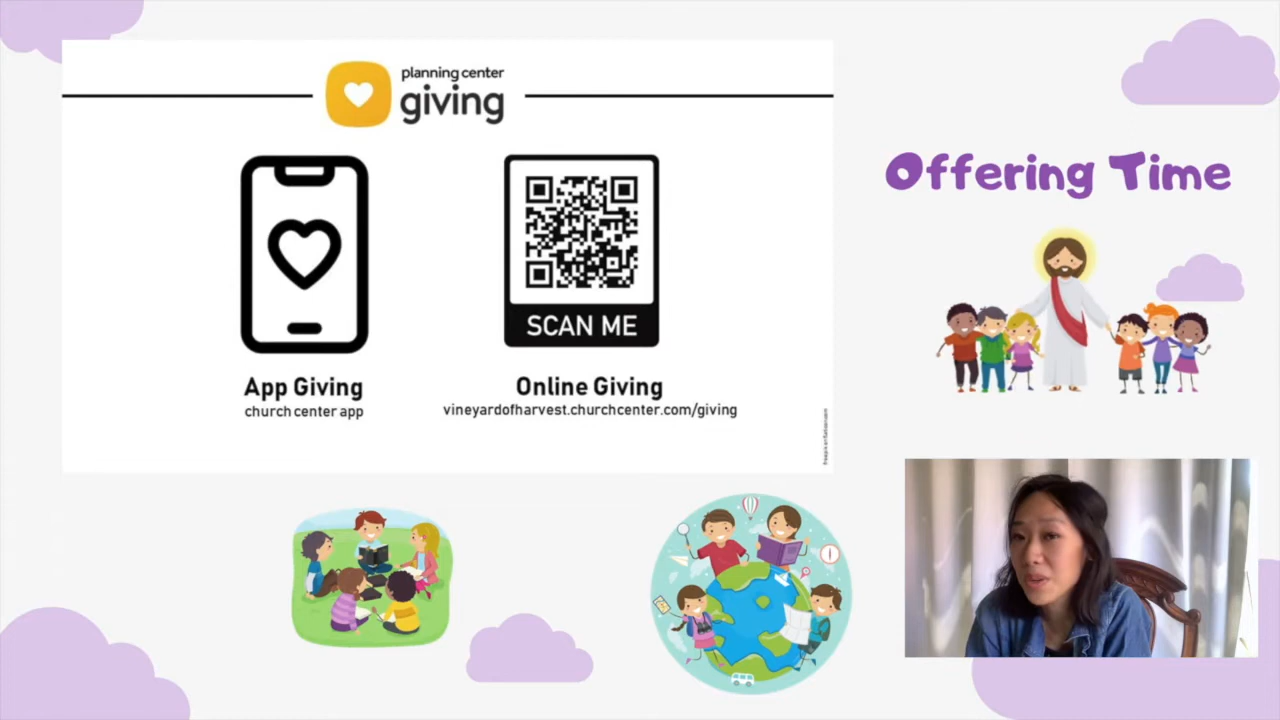 planning center
giving
SCAN ME
App Giving
church center app
Online Giving
vineyardofharvest.churchcenter.com/giving
Offering Time